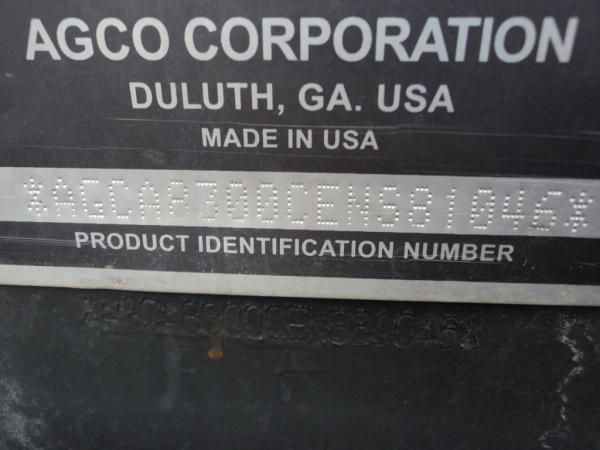 AGCO CORPORATION
DULUTH, GA. USA
MADE IN USA
*AGCA8300CENS81046*
PRODUCT IDENTIFICATION NUMBER